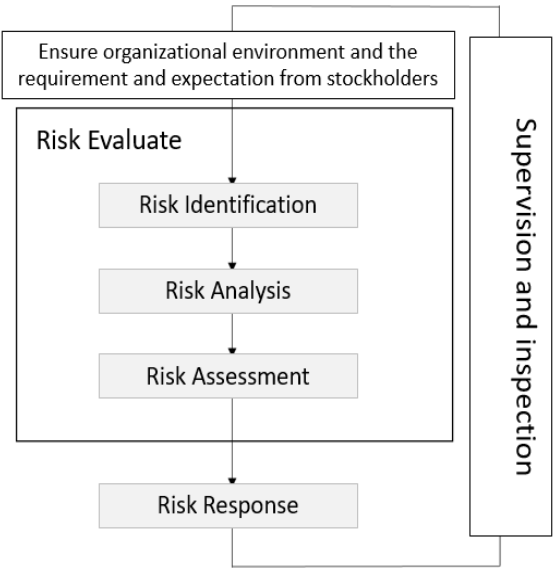 Ensure organizational environment and the
requirement and expectation from stockholders
Risk Evaluate
Risk Identification
Risk Analysis
Risk Assessment
Risk Response
Supervision and inspection